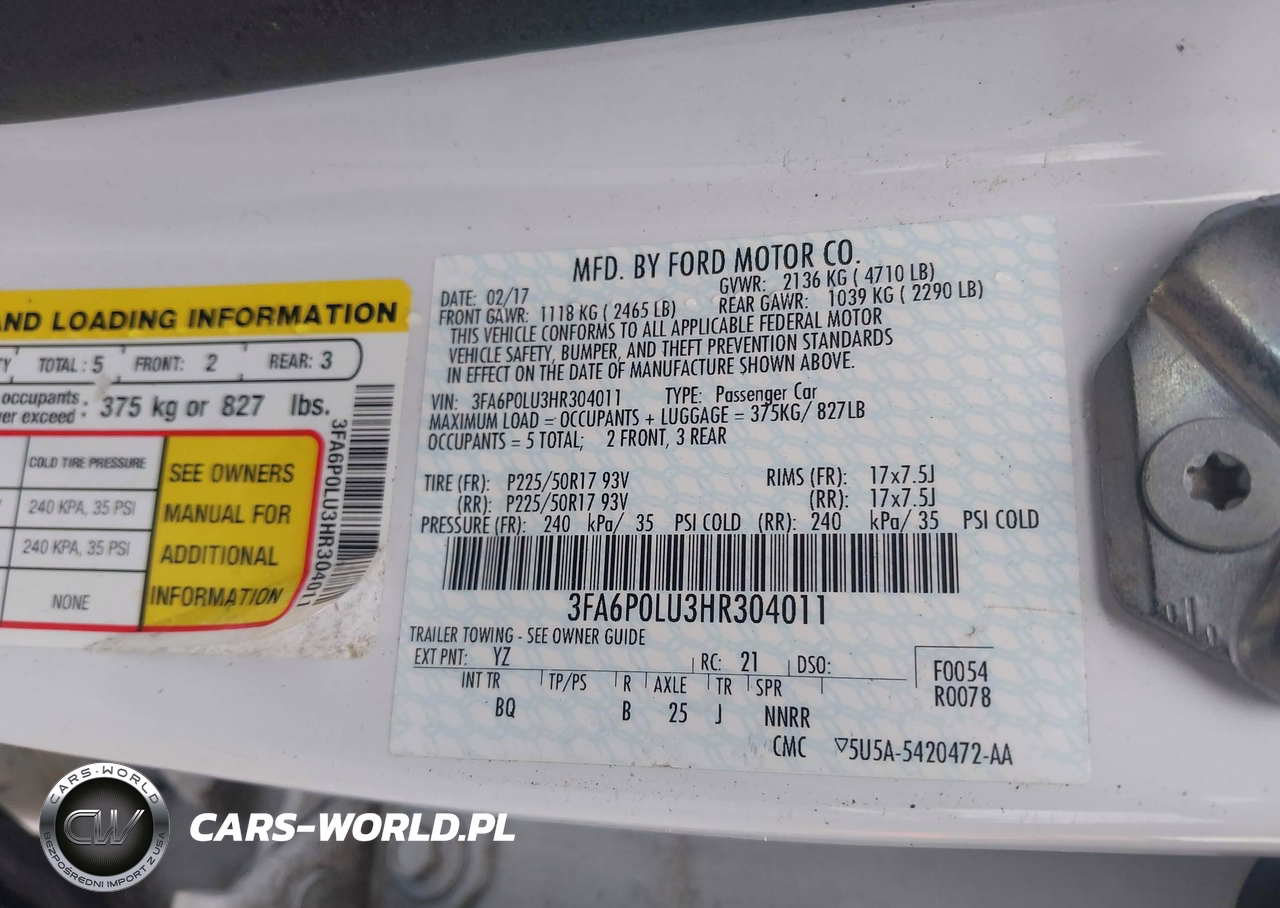 AND LOADING INFORMATION
TOTAL : 5 FRONT: 2 REAR: 3
occupants
exceed : 375 kg or 827 lbs.
COLD TIRE PRESSURE
240 KPA, 35 PSI
240 KPA, 35 PSI
NONE
SEE OWNERS
MANUAL FOR
ADDITIONAL
INFORMATION
3FA6P0LU3HR304011
MFD. BY FORD MOTOR CO.
DATE: 02/17 GVWR: 2136 KG ( 4710 LB)
FRONT GAWR: 1118 KG ( 2465 LB) REAR GAWR: 1039 KG ( 2290 LB)
THIS VEHICLE CONFORMS TO ALL APPLICABLE FEDERAL MOTOR
VEHICLE SAFETY, BUMPER, AND THEFT PREVENTION STANDARDS
IN EFFECT ON THE DATE OF MANUFACTURE SHOWN ABOVE.
VIN: 3FA6P0LU3HR304011 TYPE: Passenger Car
MAXIMUM LOAD = OCCUPANTS + LUGGAGE = 375KG/ 827LB
OCCUPANTS = 5 TOTAL; 2 FRONT, 3 REAR
TIRE (FR): P225/50R17 93V RIMS (FR): 17x7.5J
(RR): P225/50R17 93V (RR): 17x7.5J
PRESSURE (FR): 240 kPa/ 35 PSI COLD (RR): 240 kPa/ 35 PSI COLD
3FA6P0LU3HR304011
TRAILER TOWING - SEE OWNER GUIDE
EXT PNT: YZ RC: 21 DSO:
F0054
R0078
INT TR TP/PS R AXLE TR SPR
BQ B 25 J NNRR
CMC ▽5U5A-5420472-AA
CARS-WORLD
CW
BEZPOŚREDNI IMPORT Z USA
CARS-WORLD.PL